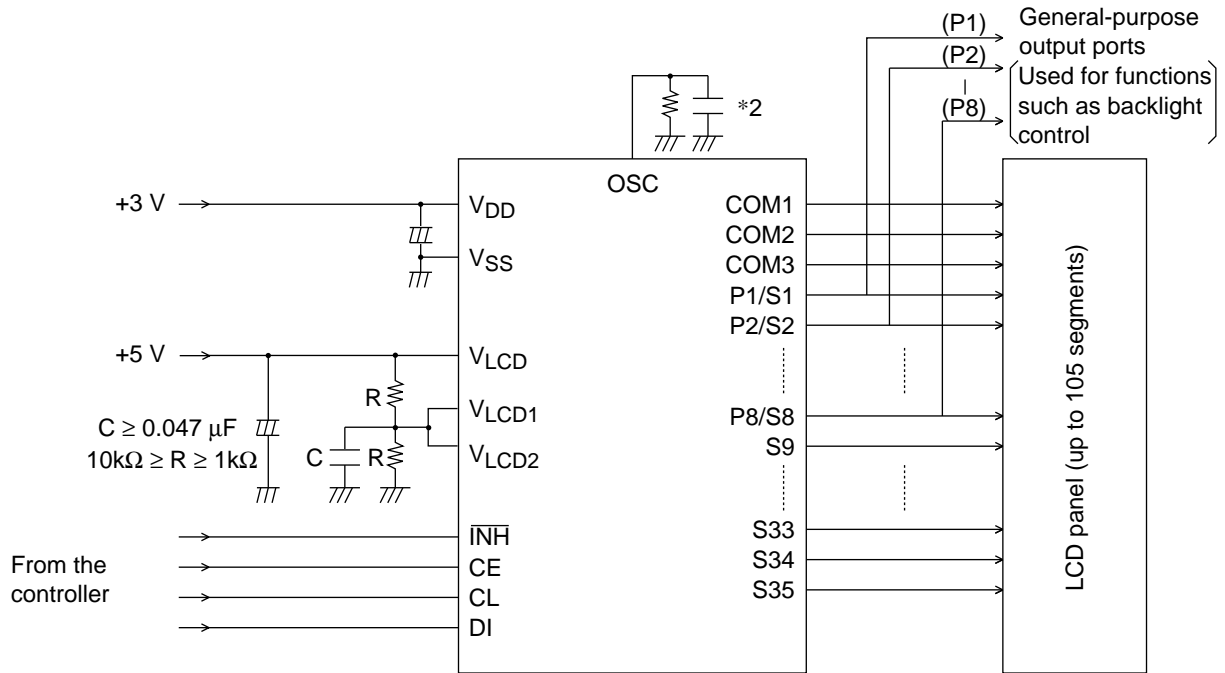 (P1)
General-purpose
output ports
(P2)
Used for functions
such as backlight
control
(P8)
*2
OSC
+3 V
VDD
VSS
+5 V
VLCD
R
VLCD1
C ≥ 0.047 μF
10kΩ ≥ R ≥ 1kΩ
C
R
VLCD2
INH
CE
CL
DI
From the
controller
COM1
COM2
COM3
P1/S1
P2/S2
P8/S8
S9
S33
S34
S35
LCD panel (up to 105 segments)